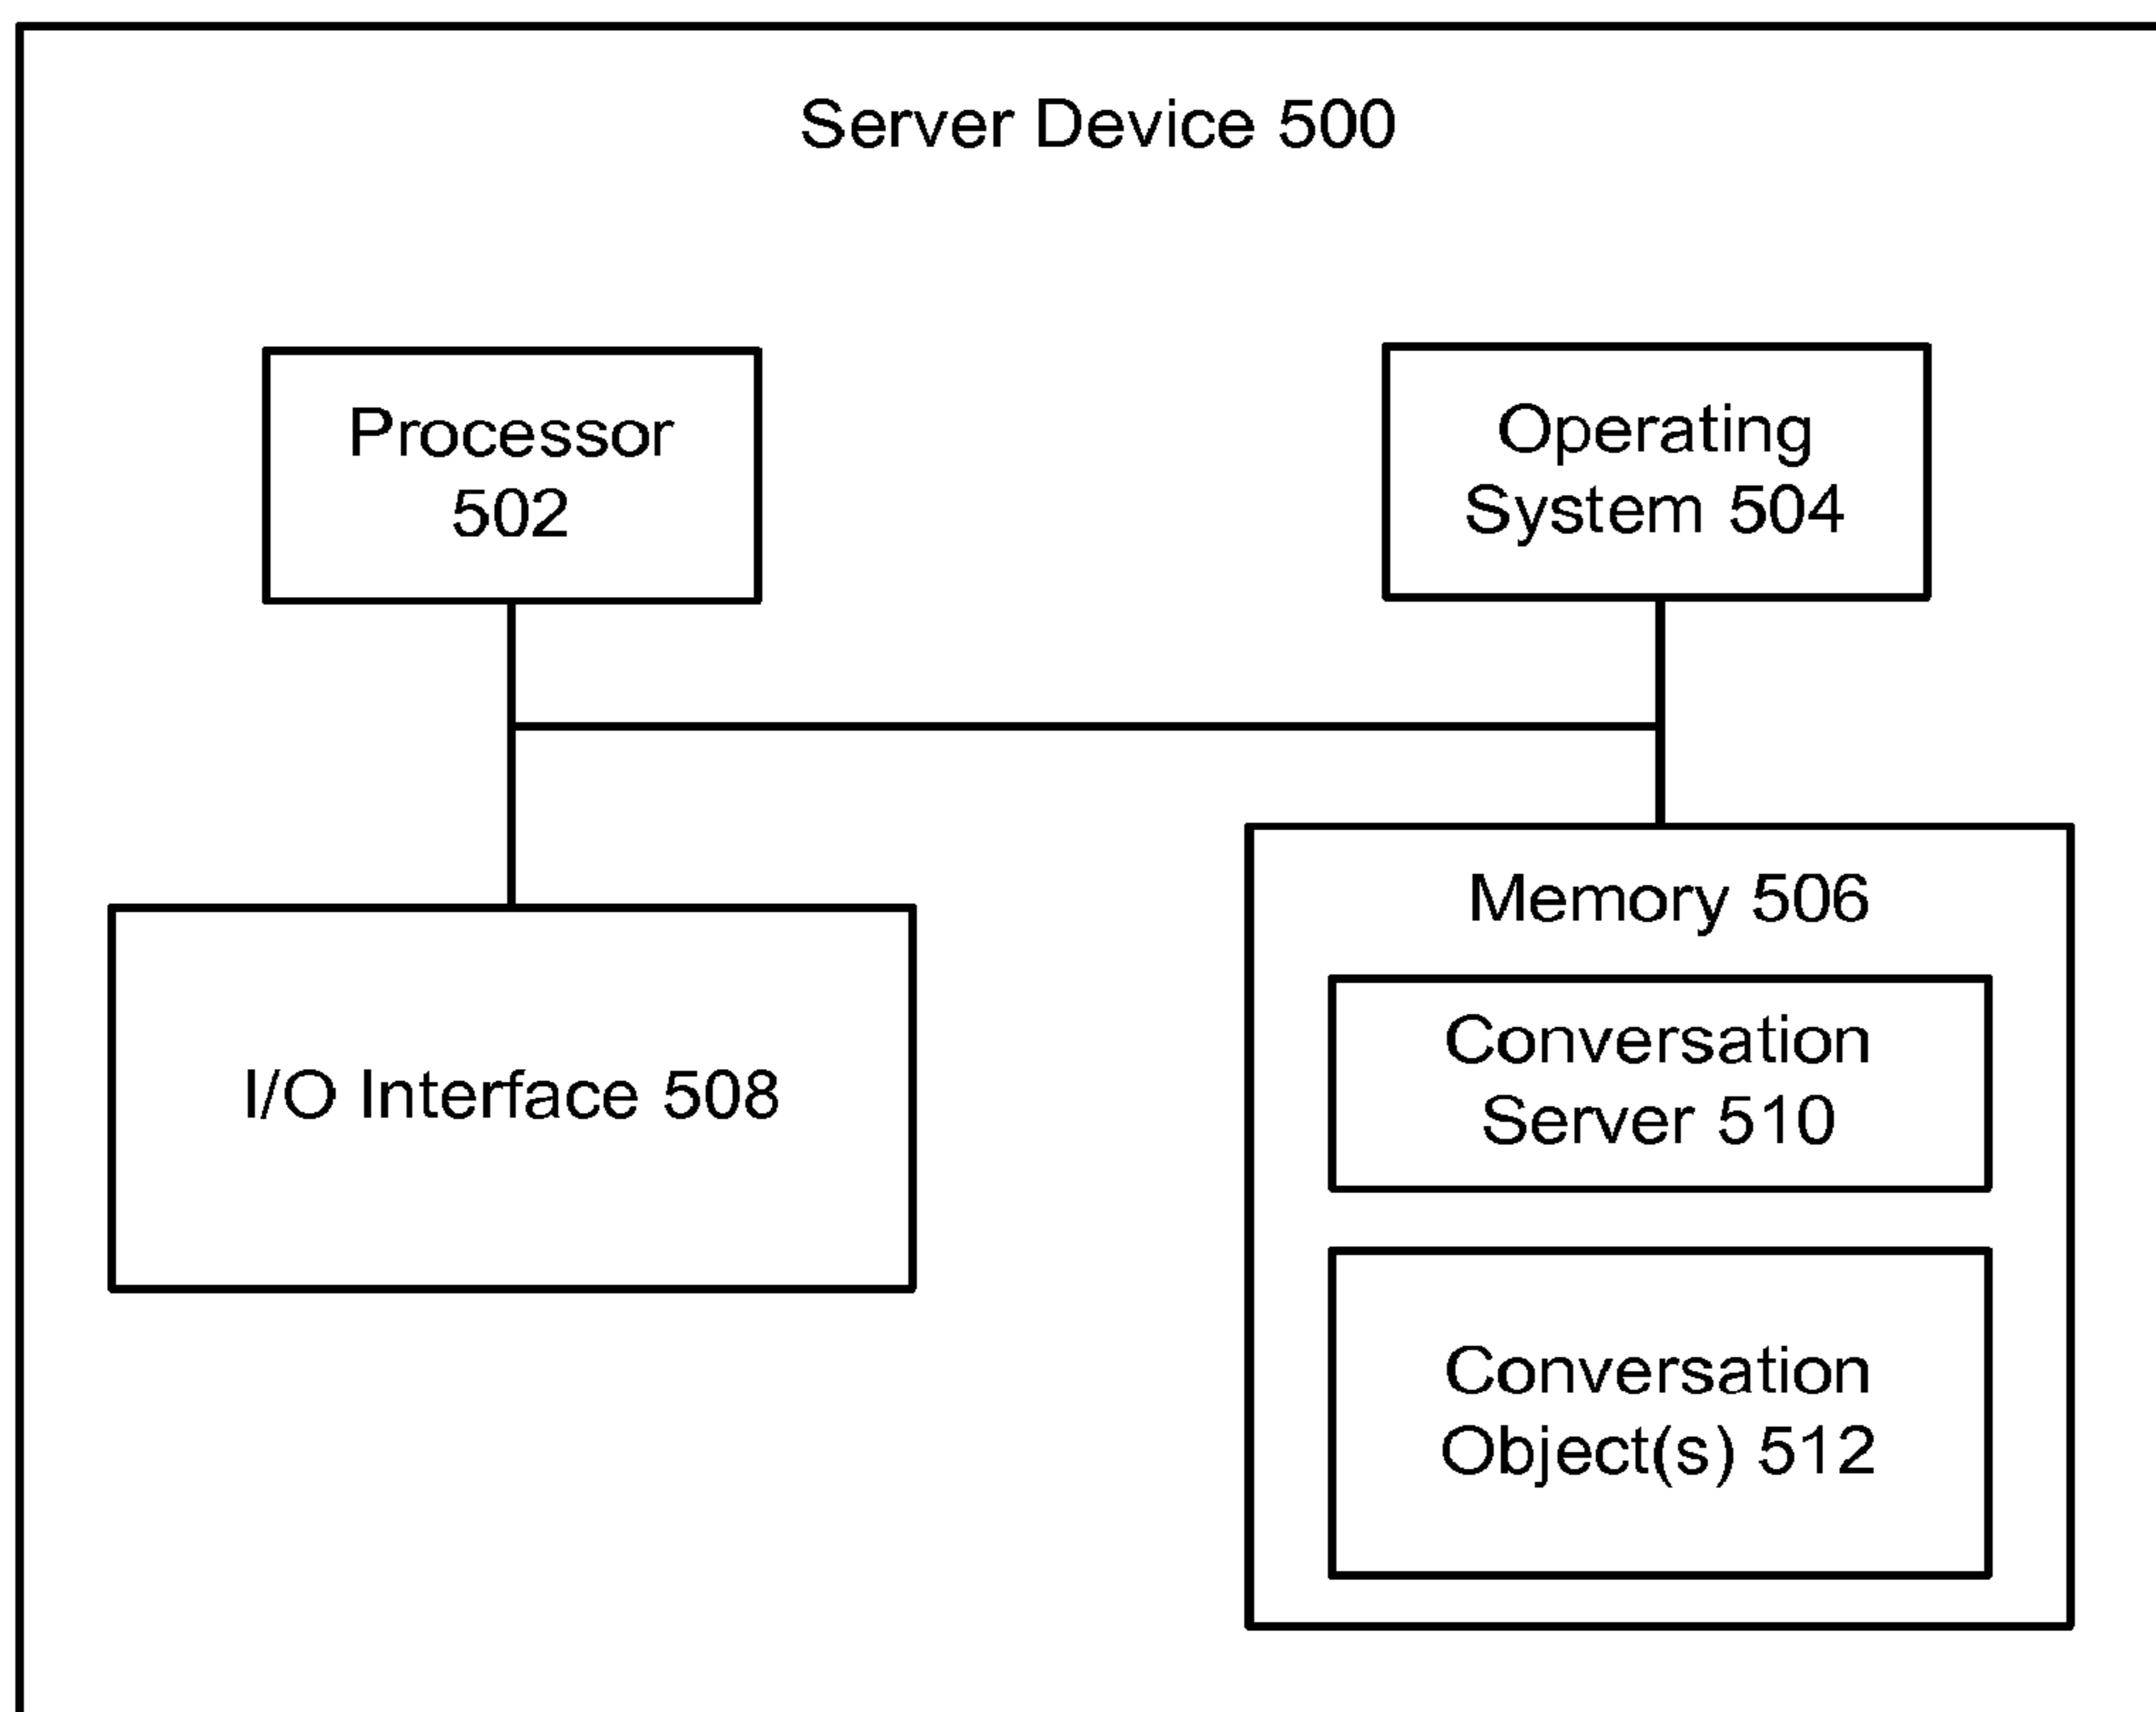 Server Device 500
Processor
502
Operating
System 504
I/O Interface 508
Memory 506
Conversation
Server 510
Conversation
Object(s) 512